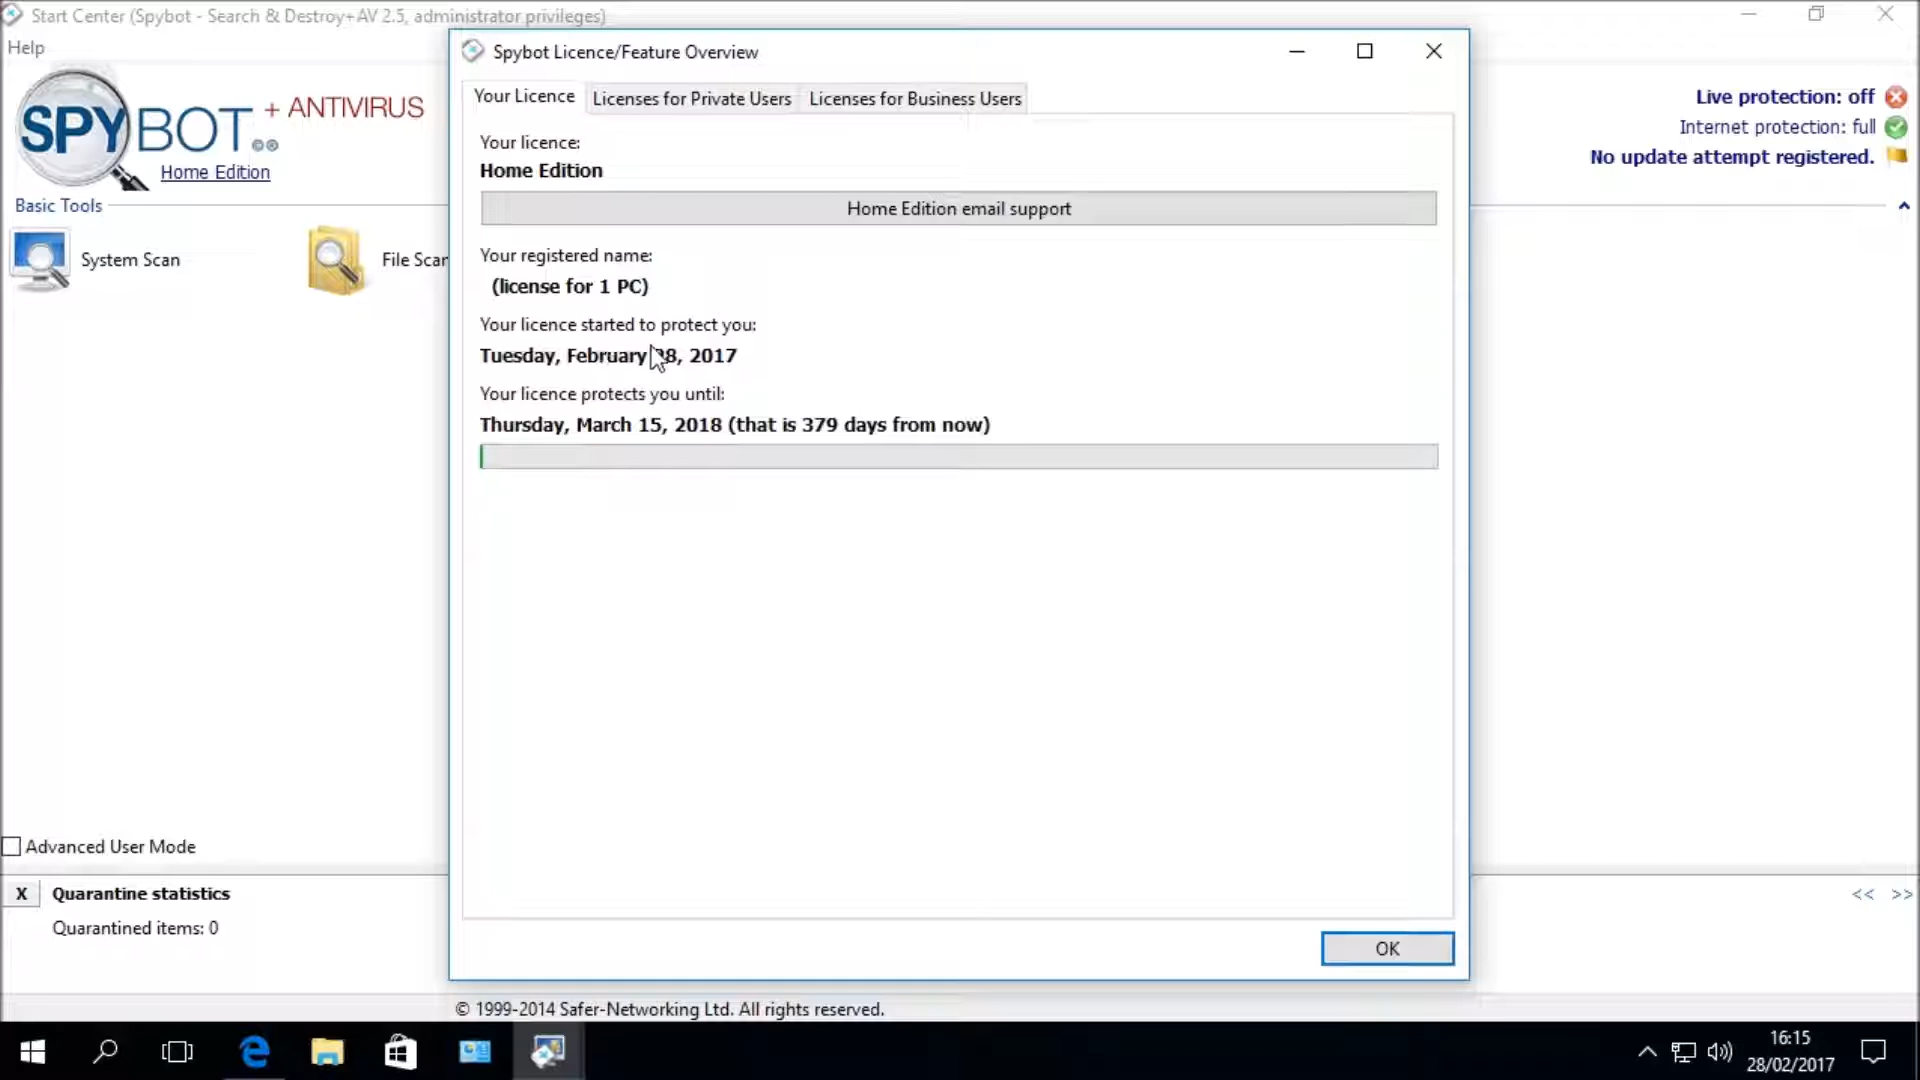 Start Center (Spybot - Search & Destroy+AV 2.5, administrator privileges)
Help
SPYBOT + ANTIVIRUS
Home Edition
Live protection: off
Internet protection: full
No update attempt registered.
Basic Tools
System Scan
File Scan
Spybot Licence/Feature Overview
Your Licence
Licenses for Private Users
Licenses for Business Users
Your licence:
Home Edition
Home Edition email support
Your registered name:
(license for 1 PC)
Your licence started to protect you:
Tuesday, February 28, 2017
Your licence protects you until:
Thursday, March 15, 2018 (that is 379 days from now)
OK
Advanced User Mode
X Quarantine statistics
<< >>
Quarantined items: 0
© 1999-2014 Safer-Networking Ltd. All rights reserved.
16:15
28/02/2017